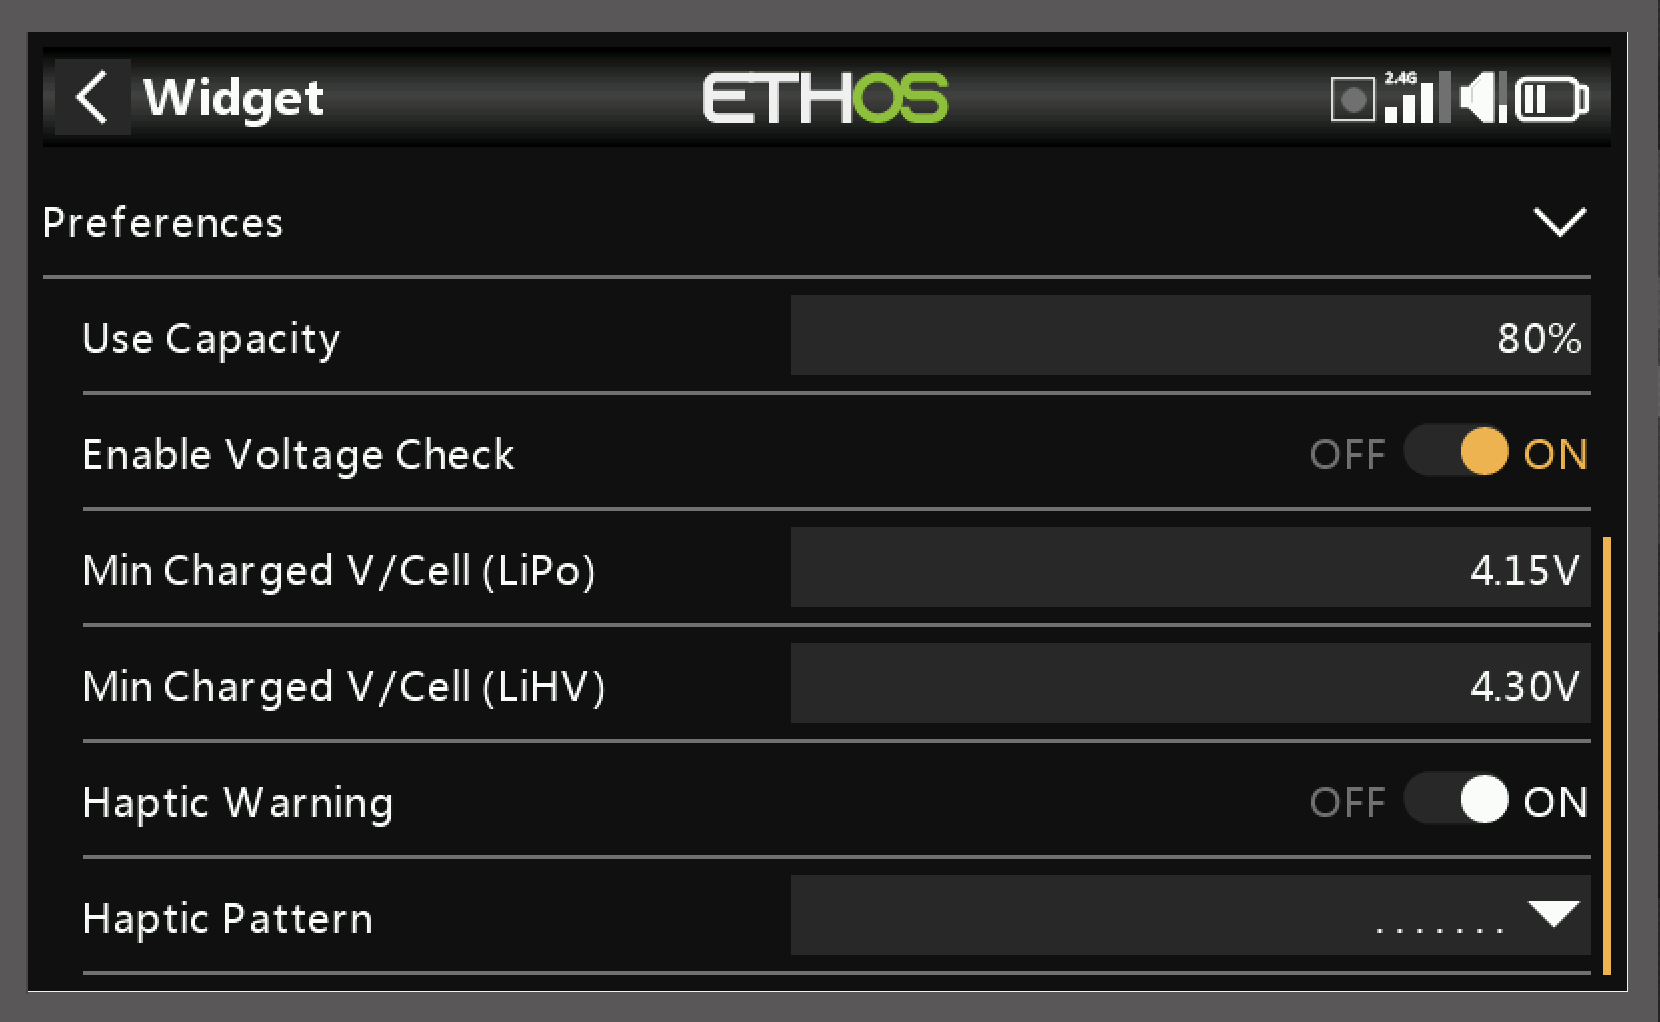 Widget
ETHOS
2.4G
Preferences
Use Capacity 80%
Enable Voltage Check OFF ON
Min Charged V/Cell (LiPo) 4.15V
Min Charged V/Cell (LiHV) 4.30V
Haptic Warning OFF ON
Haptic Pattern .......